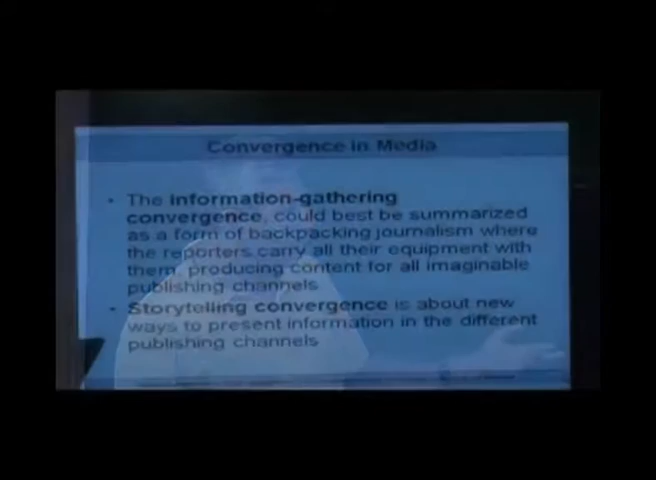 Convergence in Media
• The information-gathering
convergence, could best be summarized
as a form of backpacking journalism where
the reporters carry all their equipment with
them, producing content for all imaginable
publishing channels
• Storytelling convergence is about new
ways to present information in the different
publishing channels